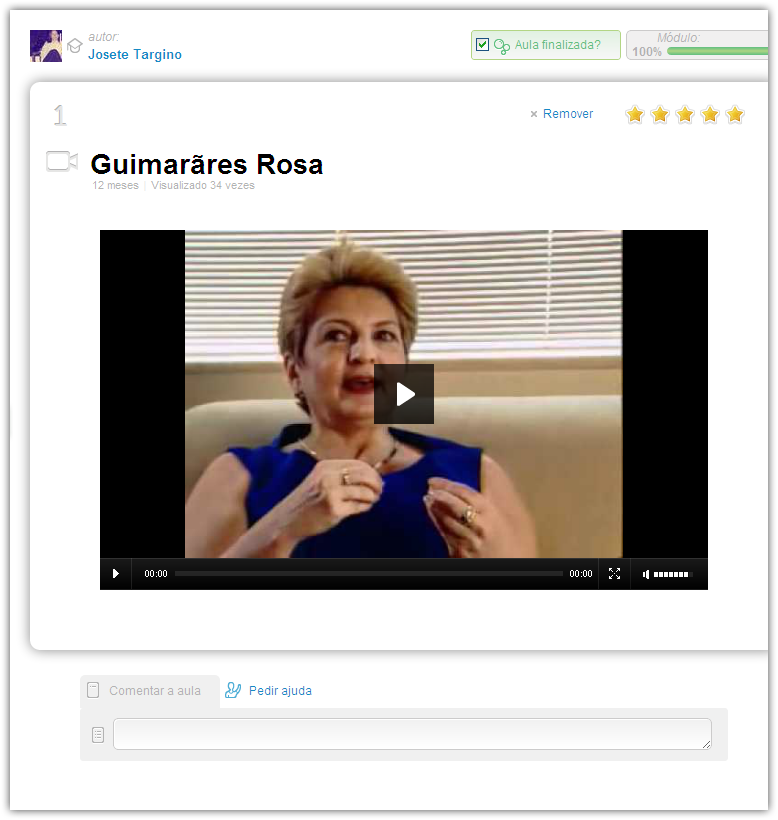 autor:
Josete Targino
Aula finalizada?
Módulo:
100%
1
× Remover
Guimarãres Rosa
12 meses | Visualizado 34 vezes
00:00
00:00
Comentar a aula
Pedir ajuda